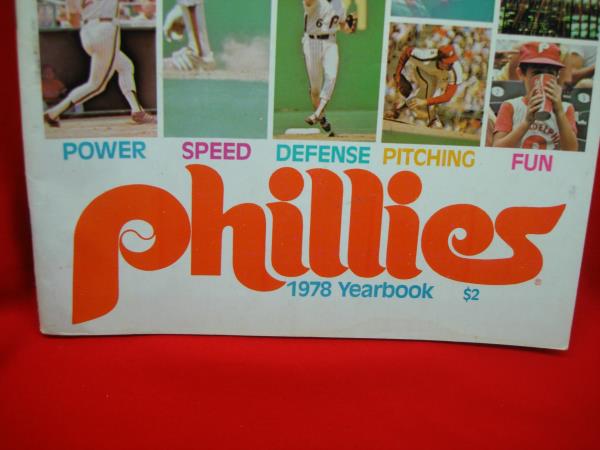 POWER SPEED DEFENSE PITCHING FUN
phillies
1978 Yearbook $2